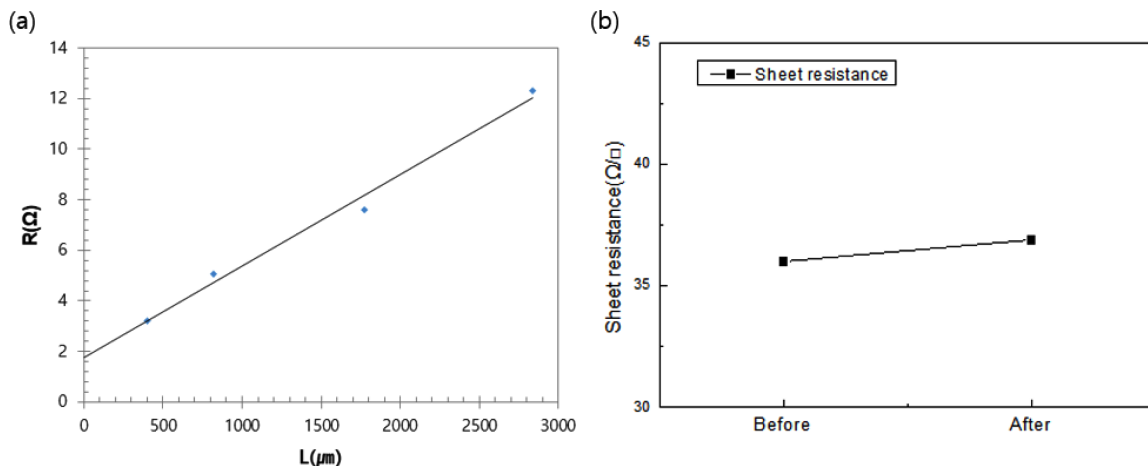 (a)
14
12
10
8
6
4
2
0
R(Ω)
0 500 1000 1500 2000 2500 3000
L(㎛)
(b)
45
40
35
30
Sheet resistance(Ω/□)
Sheet resistance
Before After